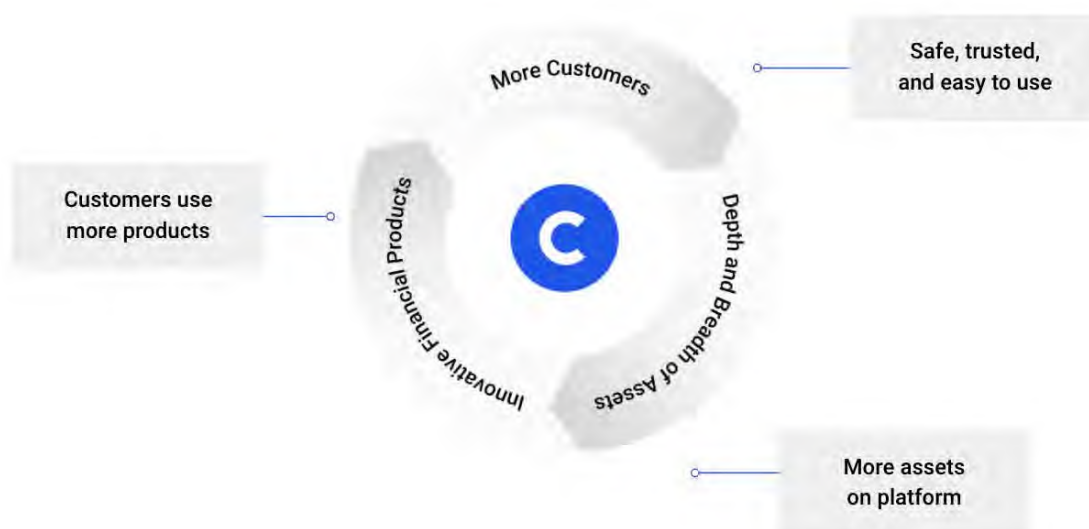 More Customers
Safe, trusted,
and easy to use
Depth and Breadth of Assets
More assets
on platform
Innovative Financial Products
Customers use
more products
C